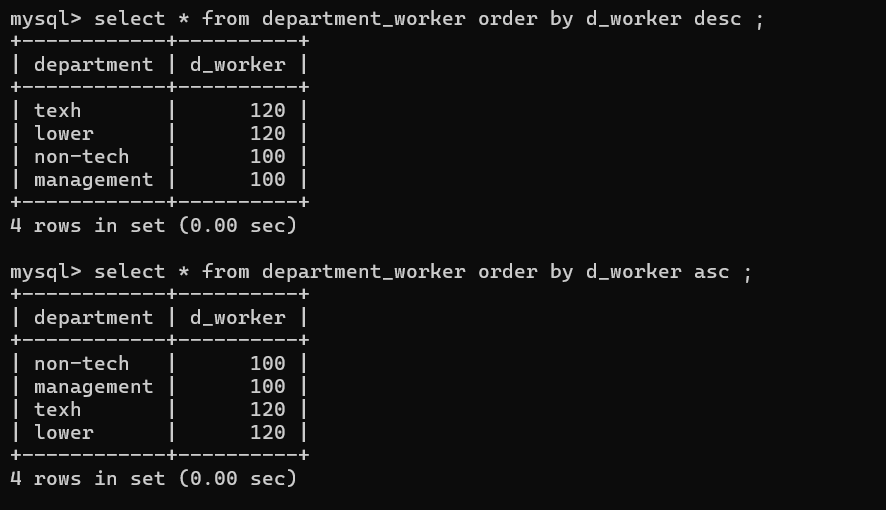 mysql> select * from department_worker order by d_worker desc ;
+------------+----------+
| department | d_worker |
+------------+----------+
| texh       |      120 |
| lower      |      120 |
| non-tech   |      100 |
| management |      100 |
+------------+----------+
4 rows in set (0.00 sec)

mysql> select * from department_worker order by d_worker asc ;
+------------+----------+
| department | d_worker |
+------------+----------+
| non-tech   |      100 |
| management |      100 |
| texh       |      120 |
| lower      |      120 |
+------------+----------+
4 rows in set (0.00 sec)